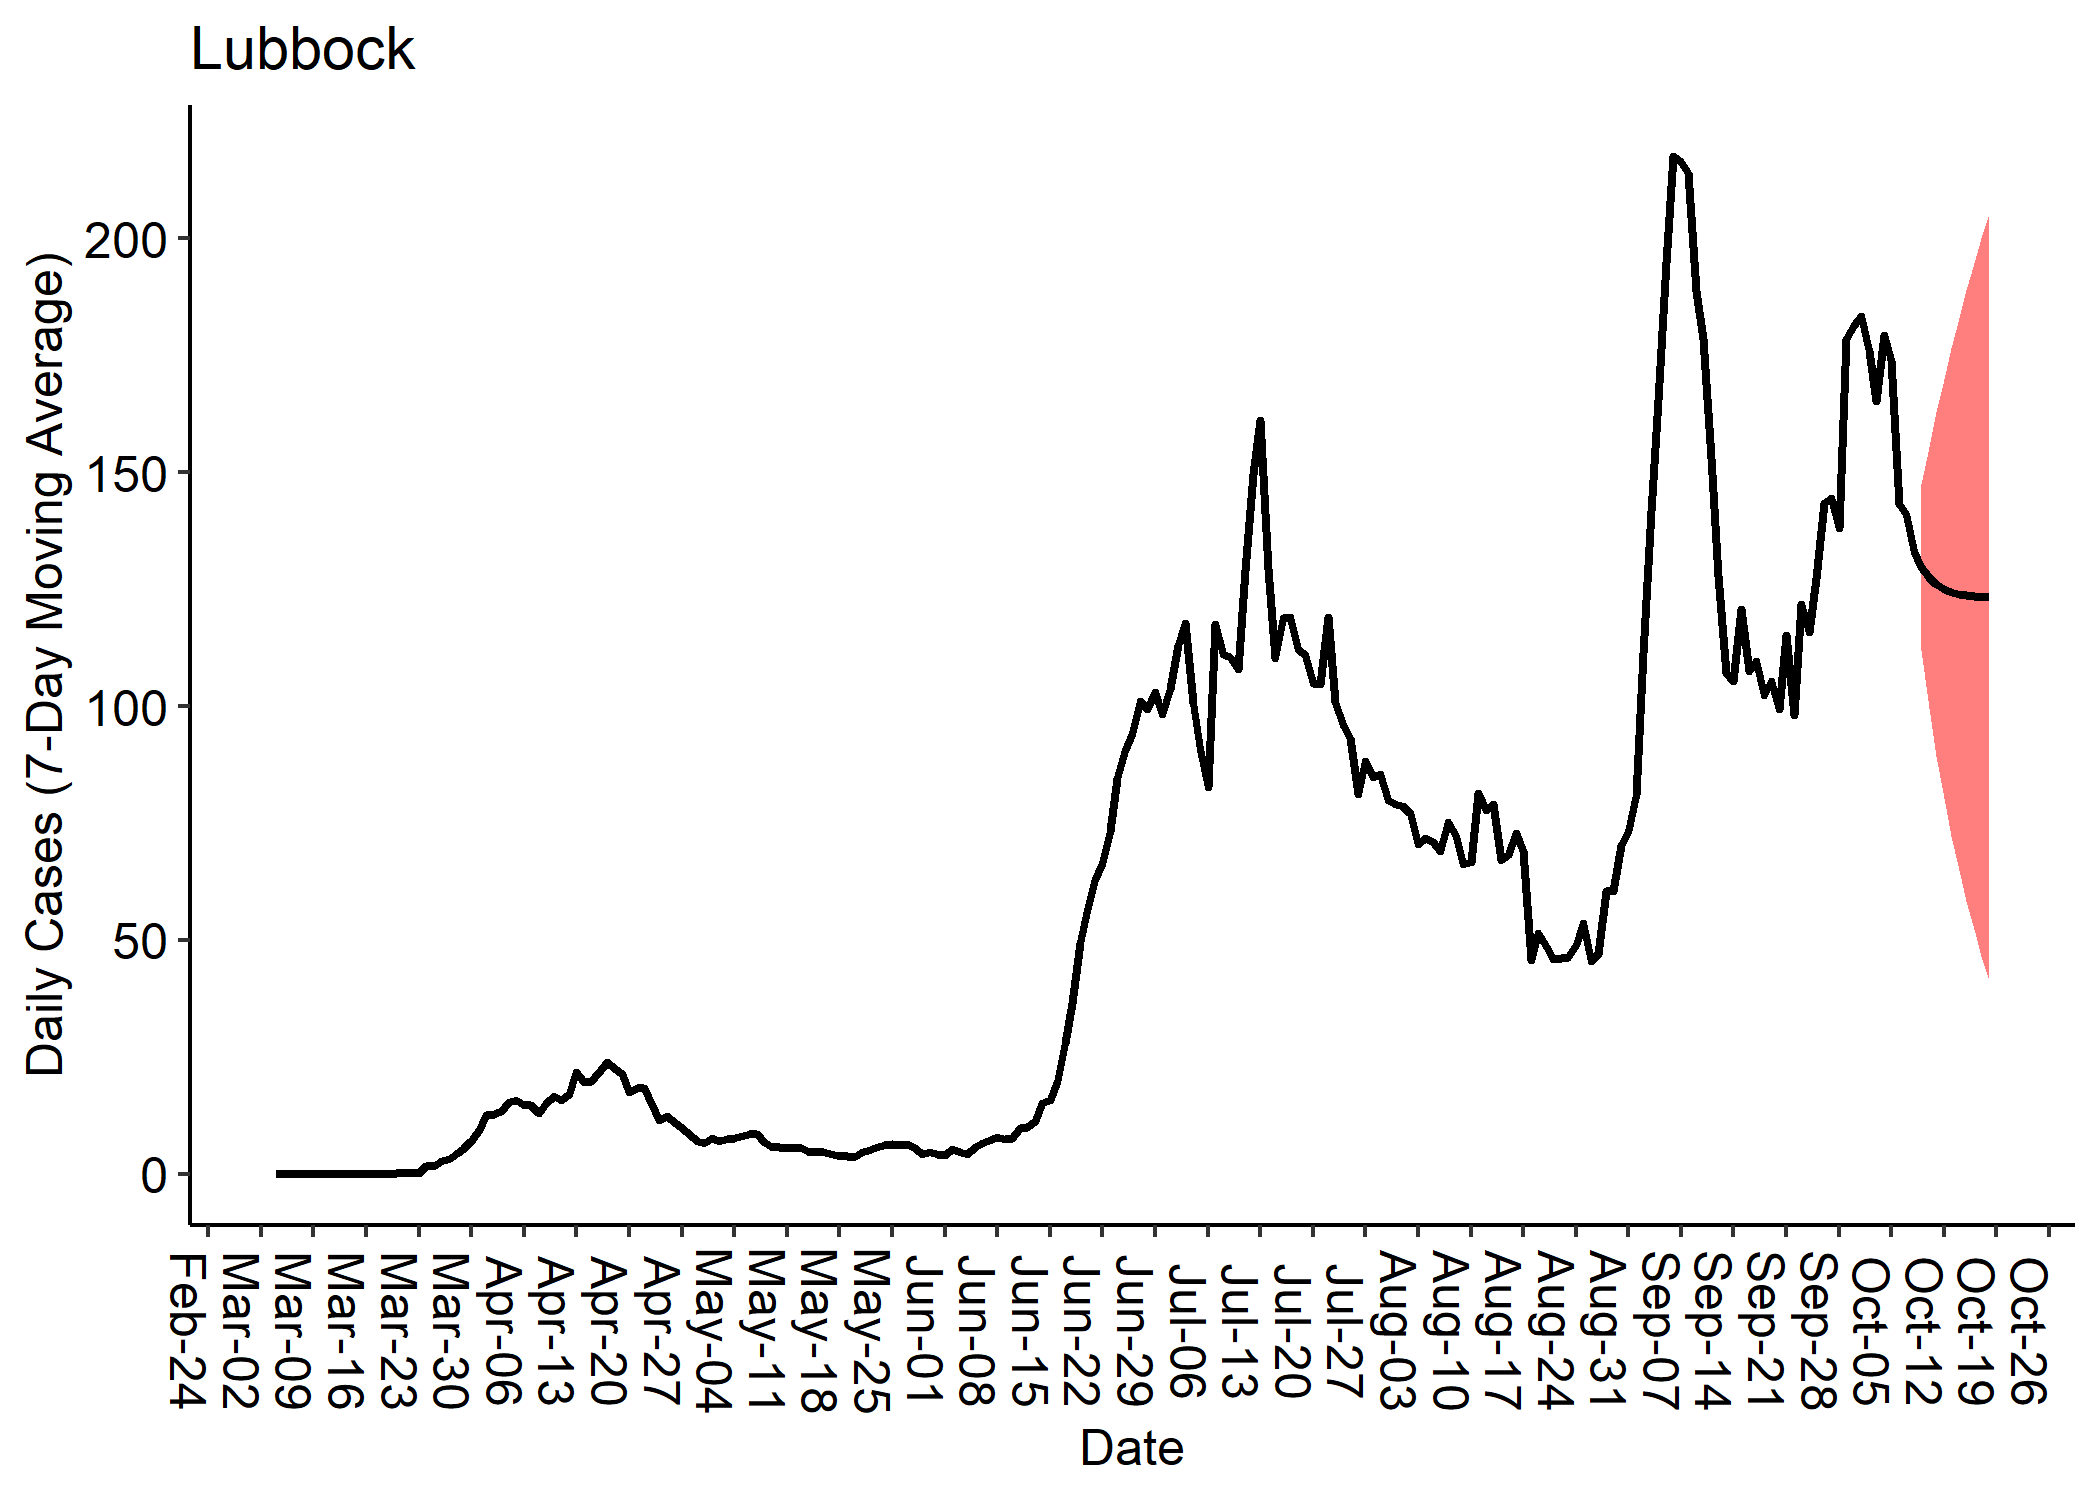 Lubbock
Daily Cases (7-Day Moving Average)
200
150
100
50
0
Feb-24
Mar-02
Mar-09
Mar-16
Mar-23
Mar-30
Apr-06
Apr-13
Apr-20
Apr-27
May-04
May-11
May-18
May-25
Jun-01
Jun-08
Jun-15
Jun-22
Jun-29
Jul-06
Jul-13
Jul-20
Jul-27
Aug-03
Aug-10
Aug-17
Aug-24
Aug-31
Sep-07
Sep-14
Sep-21
Sep-28
Oct-05
Oct-12
Oct-19
Oct-26
Date